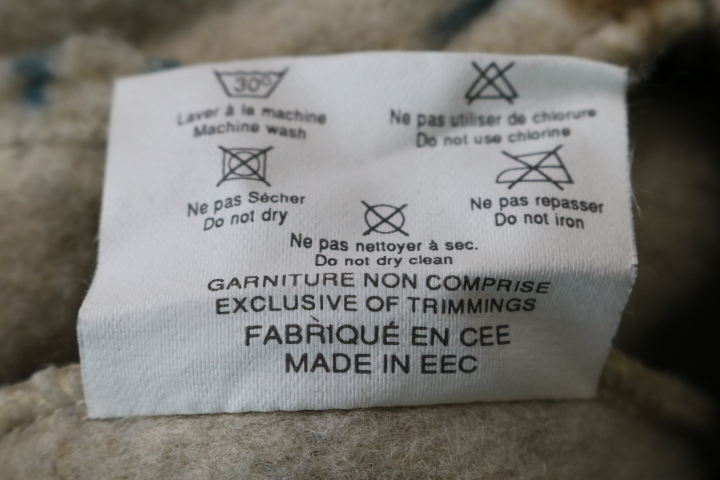 30°
Laver à la machine
Machine wash
Ne pas utiliser de chlorure
Do not use chlorine
Ne pas Sécher
Do not dry
Ne pas repasser
Do not iron
Ne pas nettoyer à sec.
Do not dry clean
GARNITURE NON COMPRISE
EXCLUSIVE OF TRIMMINGS
FABRIQUÉ EN CEE
MADE IN EEC